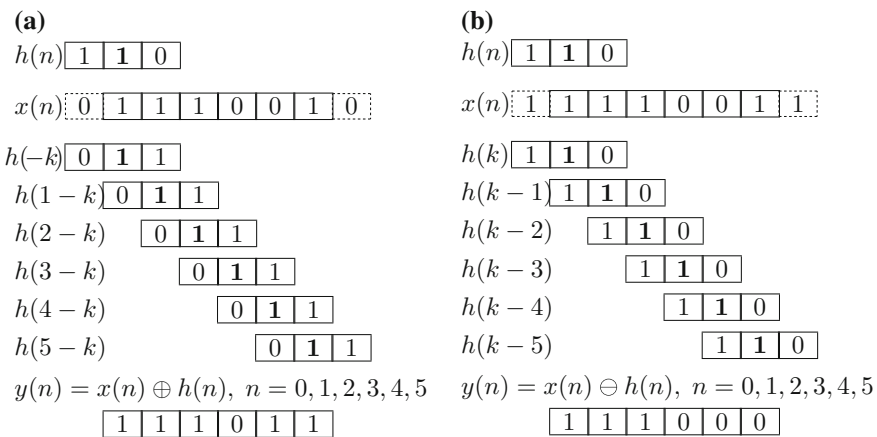 (a)
h(n) 1 1 0
x(n) 0 1 1 1 0 0 1 0
h(−k) 0 1 1
h(1 − k) 0 1 1
h(2 − k) 0 1 1
h(3 − k) 0 1 1
h(4 − k) 0 1 1
h(5 − k) 0 1 1
y(n) = x(n) ⊕ h(n), n = 0, 1, 2, 3, 4, 5
1 1 1 0 1 1
(b)
h(n) 1 1 0
x(n) 1 1 1 1 0 0 1 1
h(k) 1 1 0
h(k − 1) 1 1 0
h(k − 2) 1 1 0
h(k − 3) 1 1 0
h(k − 4) 1 1 0
h(k − 5) 1 1 0
y(n) = x(n) ⊖ h(n), n = 0, 1, 2, 3, 4, 5
1 1 1 0 0 0